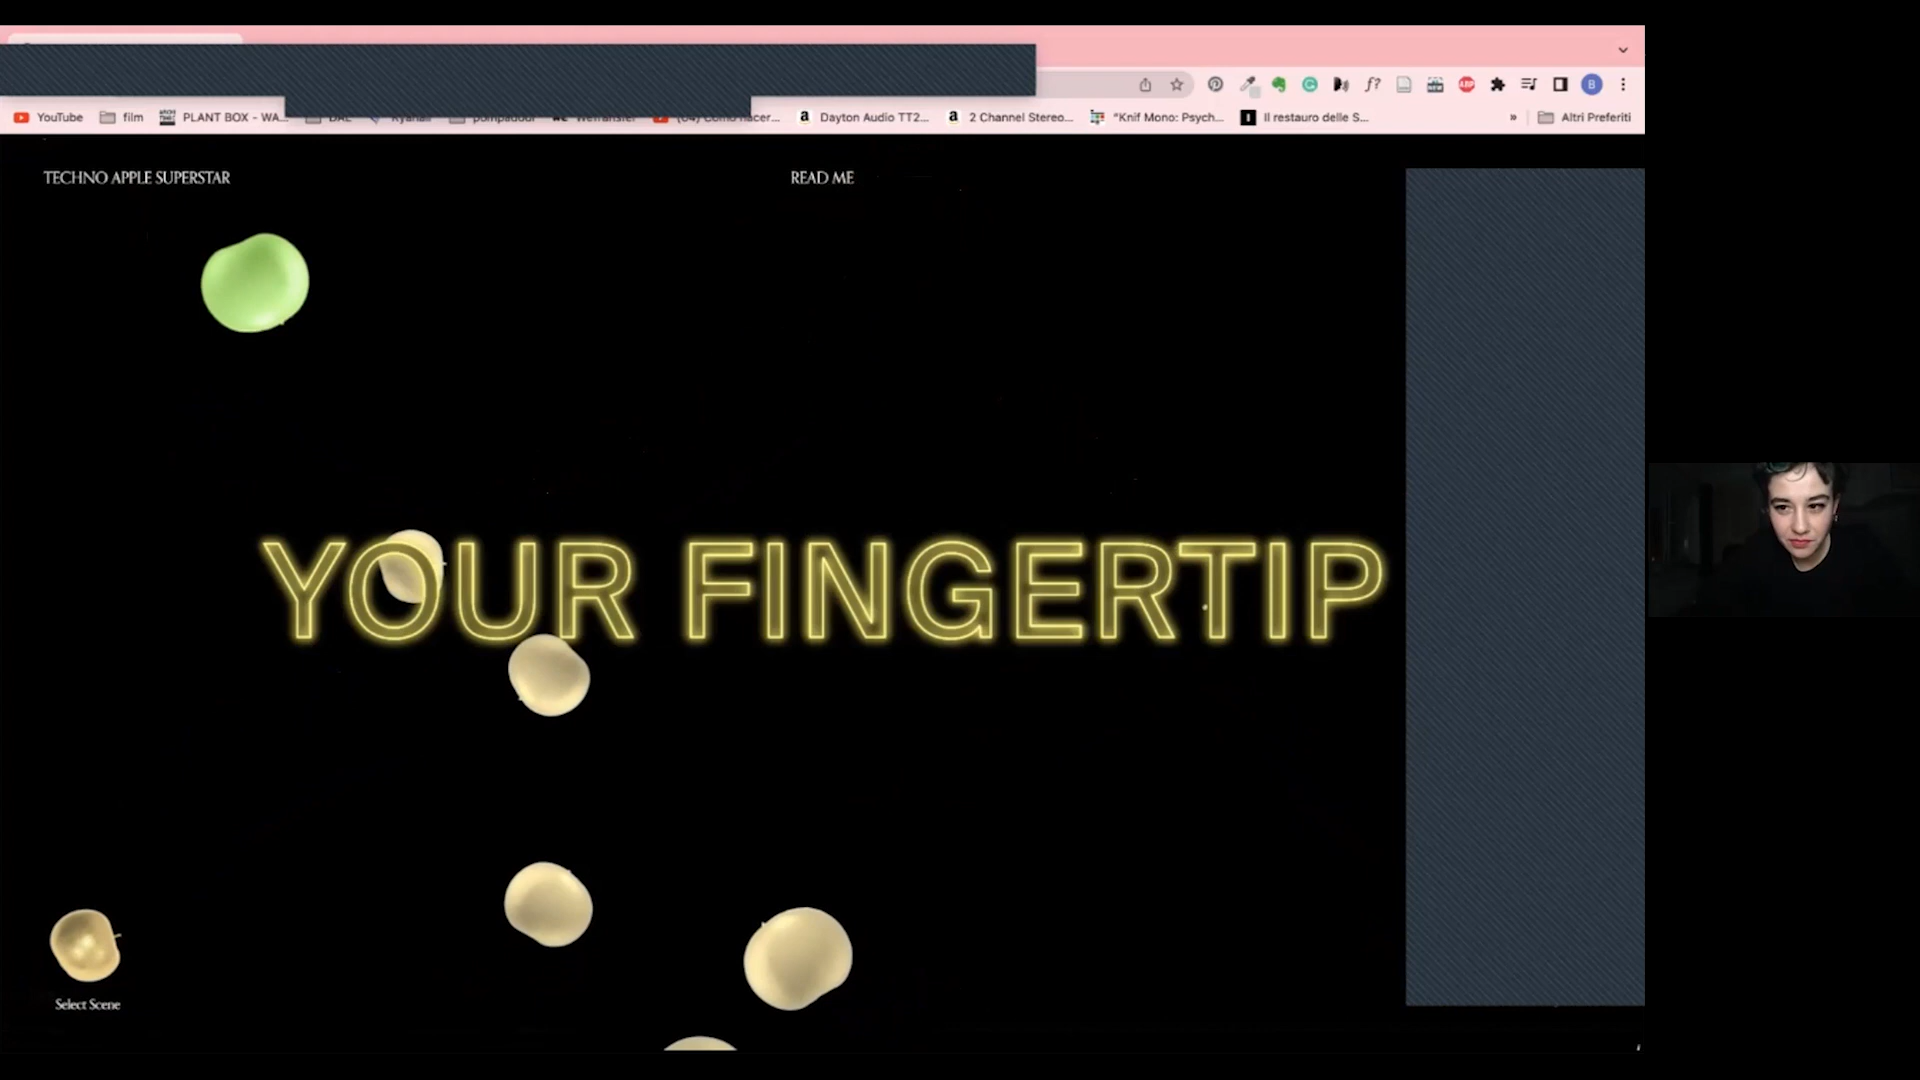 YouTube film PLANT BOX - WA... Dayton Audio TT2... 2 Channel Stereo... "Knif Mono: Psych... Il restauro delle S... » Altri Preferiti
TECHNO APPLE SUPERSTAR READ ME
YOUR FINGERTIP
Select Scene